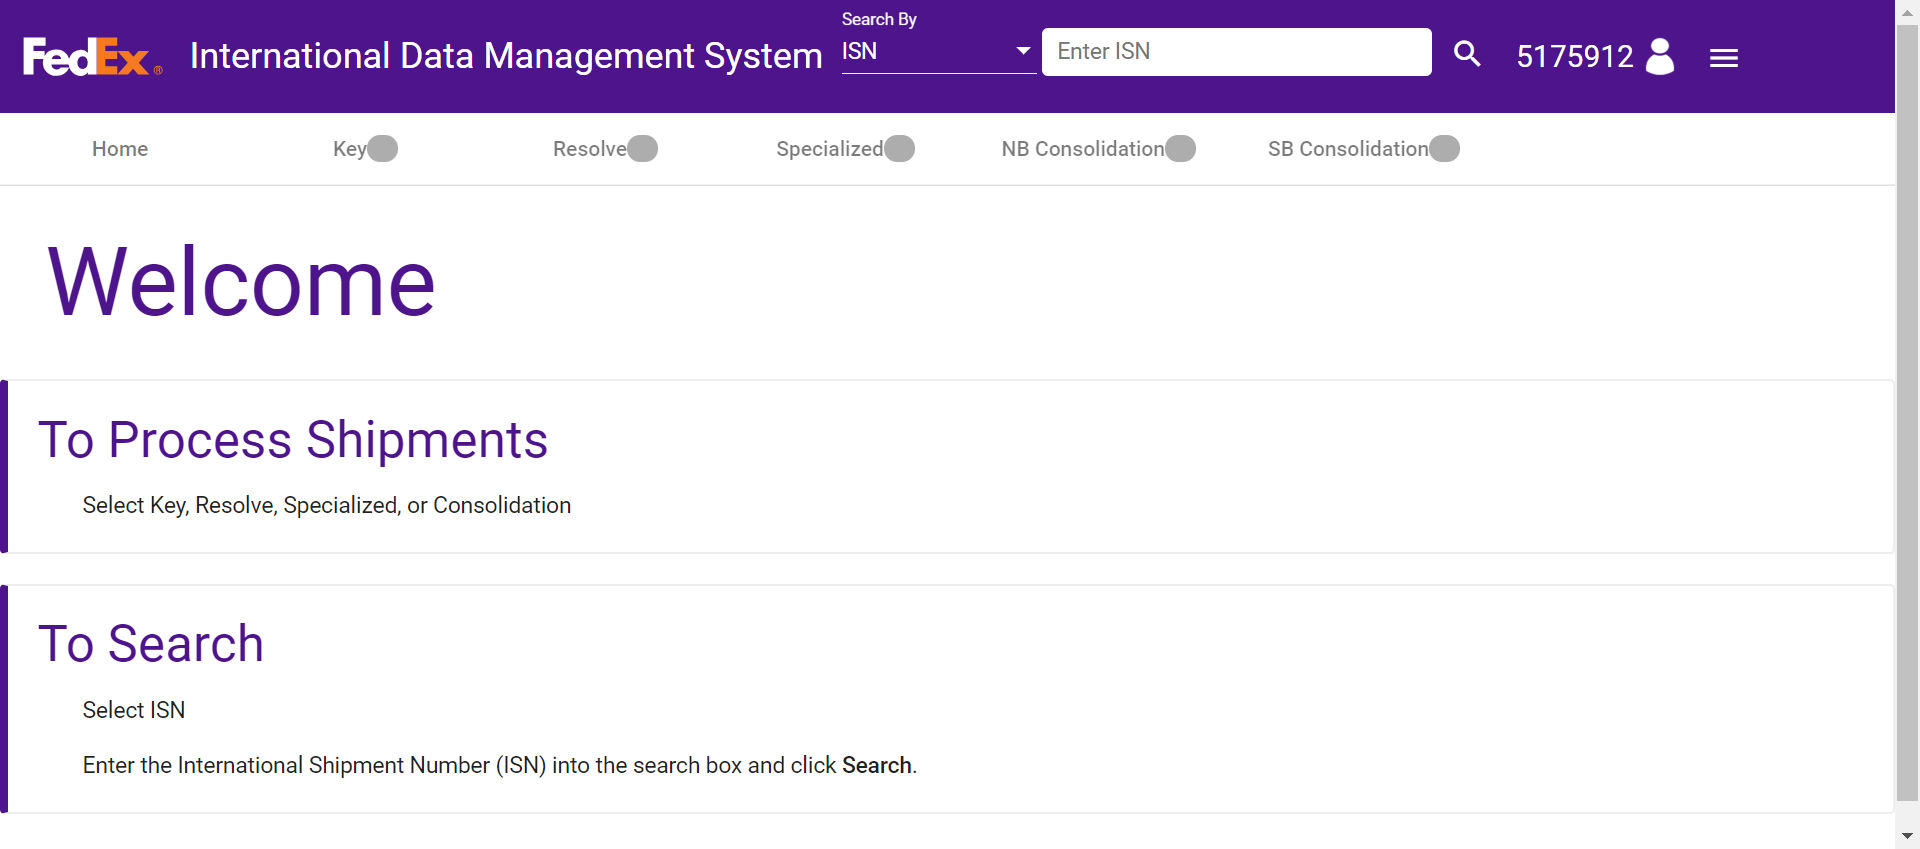 FedEx®
International Data Management System
Search By
ISN
Enter ISN
5175912
Home
Key
Resolve
Specialized
NB Consolidation
SB Consolidation
Welcome
To Process Shipments
Select Key, Resolve, Specialized, or Consolidation
To Search
Select ISN
Enter the International Shipment Number (ISN) into the search box and click Search.